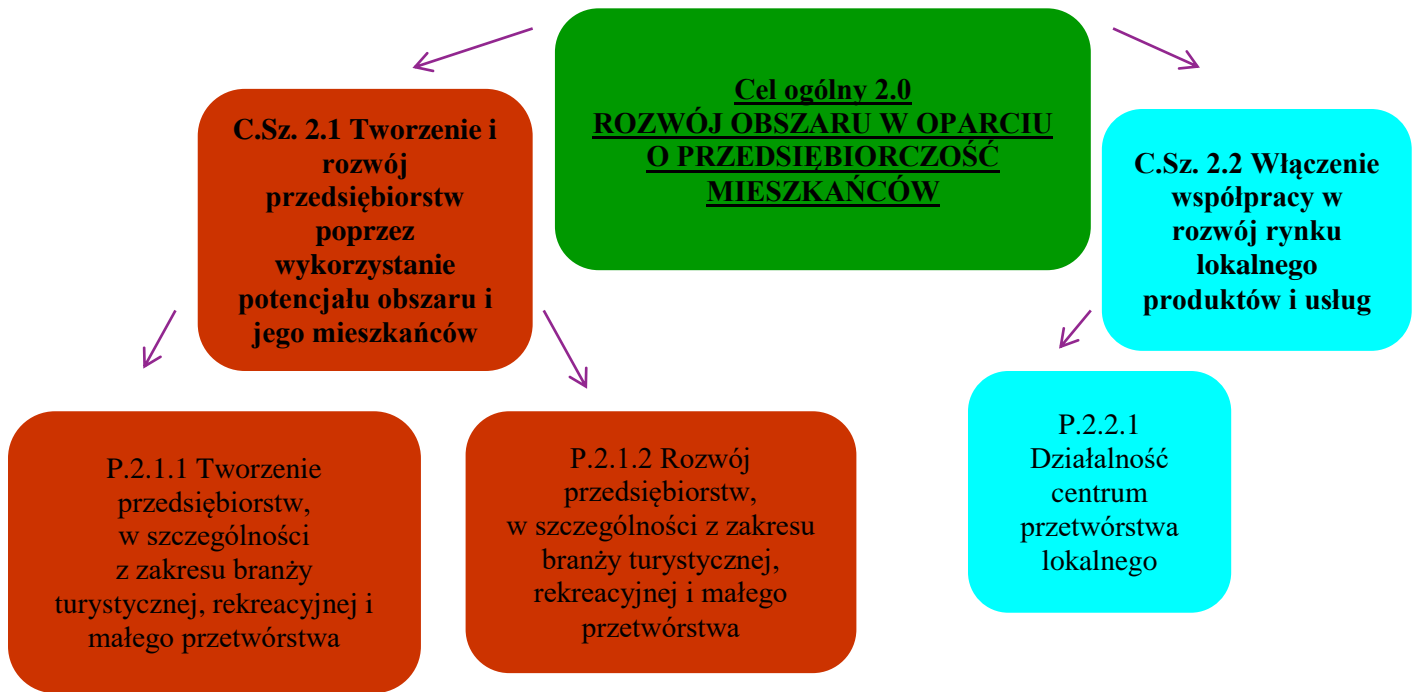 Cel ogólny 2.0
ROZWÓJ OBSZARU W OPARCIU
O PRZEDSIĘBIORCZOŚĆ
MIESZKAŃCÓW
C.Sz. 2.1 Tworzenie i
rozwój
przedsiębiorstw
poprzez
wykorzystanie
potencjału obszaru i
jego mieszkańców
C.Sz. 2.2 Włączenie
współpracy w
rozwój rynku
lokalnego
produktów i usług
P.2.1.1 Tworzenie
przedsiębiorstw,
w szczególności
z zakresu branży
turystycznej, rekreacyjnej i
małego przetwórstwa
P.2.1.2 Rozwój
przedsiębiorstw,
w szczególności z zakresu
branży turystycznej,
rekreacyjnej i małego
przetwórstwa
P.2.2.1
Działalność
centrum
przetwórstwa
lokalnego